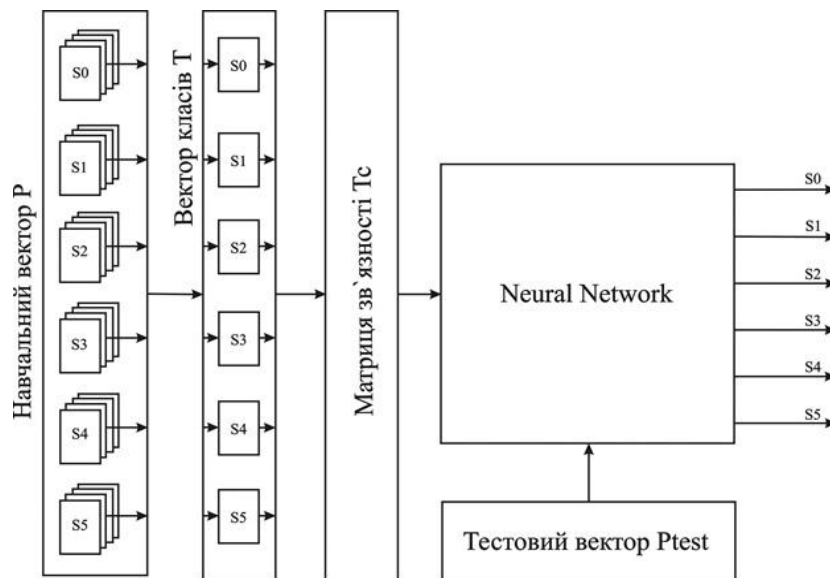 Навчальний вектор P
S0
S1
S2
S3
S4
S5
Вектор класів T
S0
S1
S2
S3
S4
S5
Матриця зв`язності Tc
Neural Network
Тестовий вектор Ptest
S0
S1
S2
S3
S4
S5